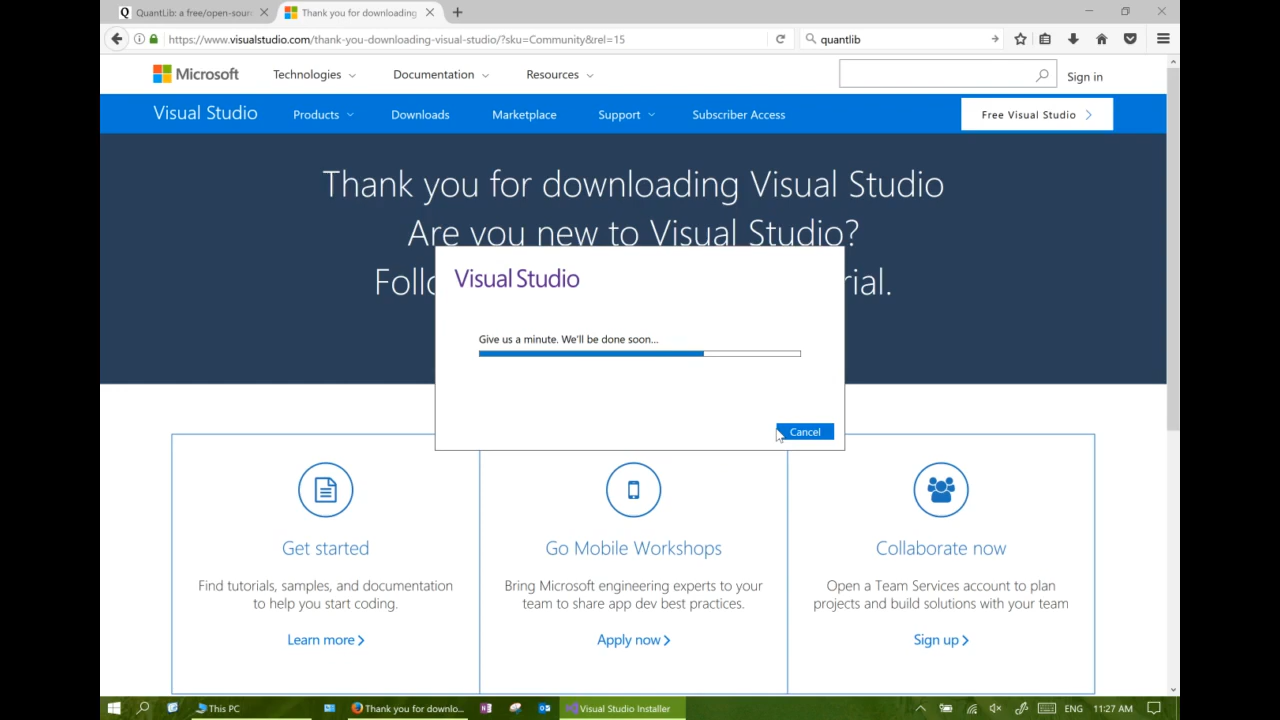 QuantLib: a free/open-sour
Thank you for downloading
https://www.visualstudio.com/thank-you-downloading-visual-studio/?sku=Community&rel=15
quantlib
Microsoft
Technologies
Documentation
Resources
Sign in
Visual Studio
Products
Downloads
Marketplace
Support
Subscriber Access
Free Visual Studio
Thank you for downloading Visual Studio
Are you new to Visual Studio?
Foll
rial.
Visual Studio
Give us a minute. We'll be done soon...
Cancel
Get started
Find tutorials, samples, and documentation
to help you start coding.
Learn more
Go Mobile Workshops
Bring Microsoft engineering experts to your
team to share app dev best practices.
Apply now
Collaborate now
Open a Team Services account to plan
projects and build solutions with your team
Sign up
This PC
Thank you for downlo...
Visual Studio Installer
ENG
11:27 AM